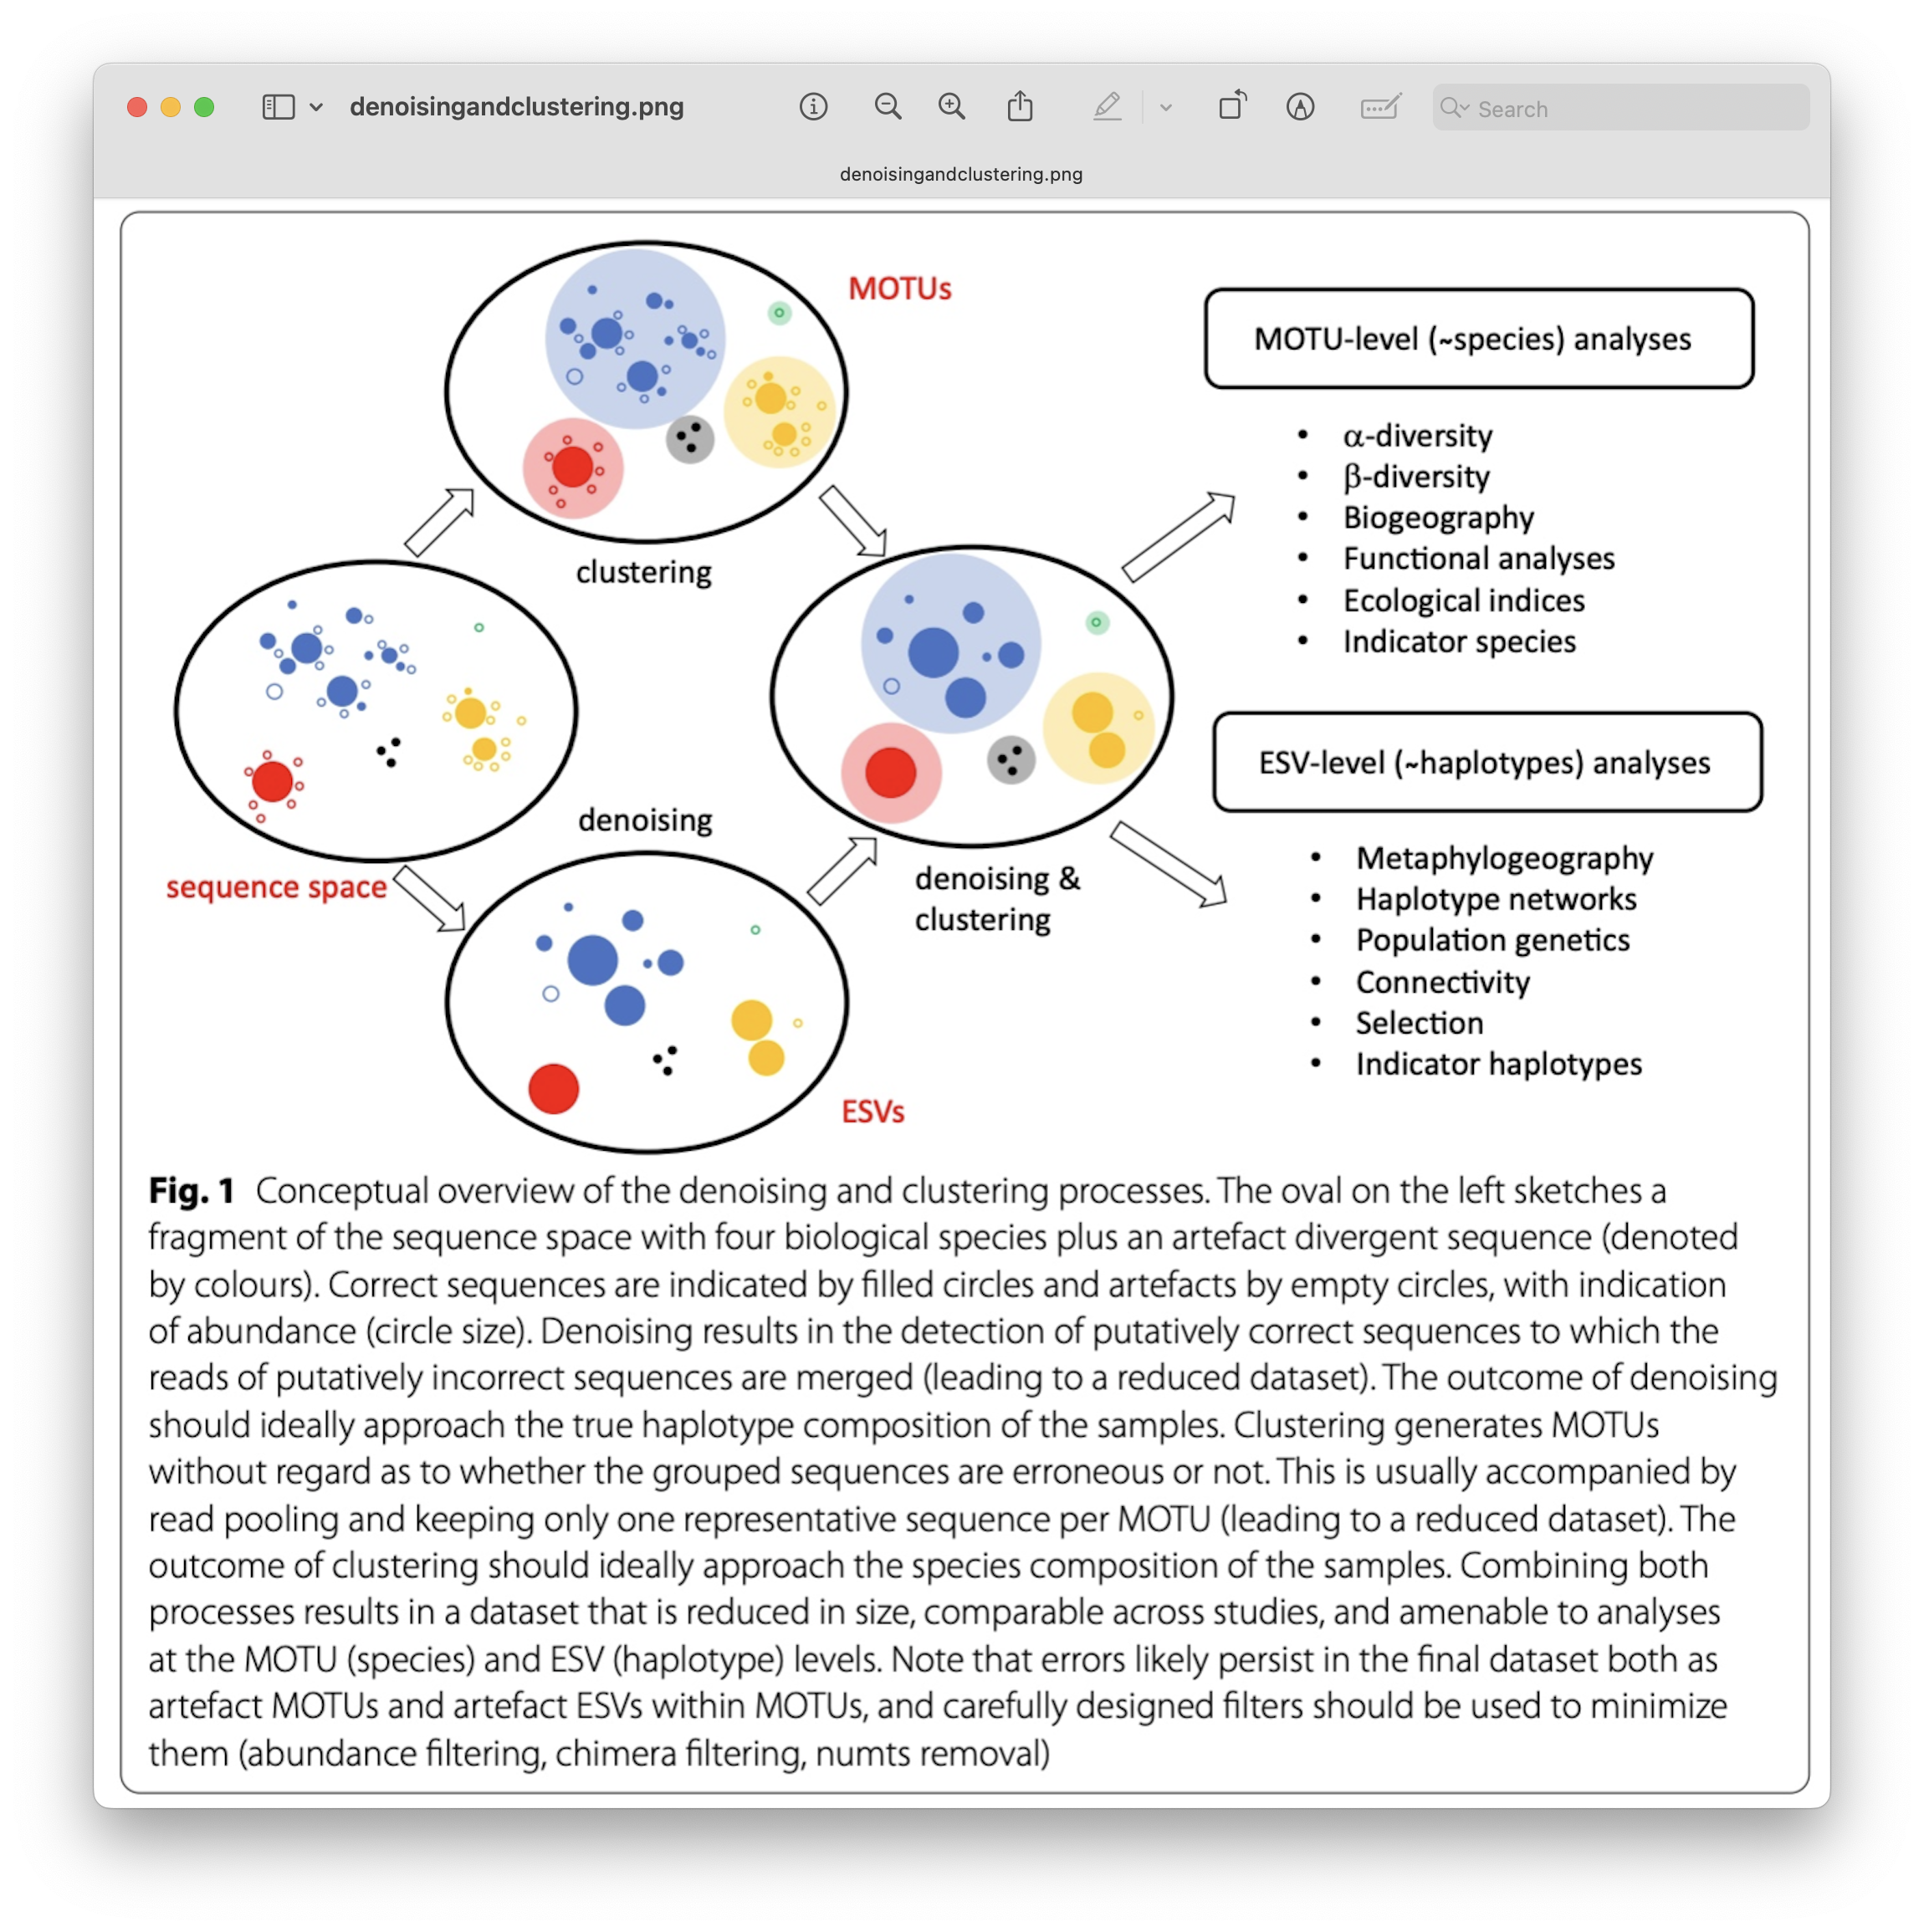 denoisingandclustering.png
Search
denoisingandclustering.png
MOTUs
clustering
sequence space
denoising
ESVs
denoising &
clustering
MOTU-level (~species) analyses
• α-diversity
• β-diversity
• Biogeography
• Functional analyses
• Ecological indices
• Indicator species
ESV-level (~haplotypes) analyses
• Metaphylogeography
• Haplotype networks
• Population genetics
• Connectivity
• Selection
• Indicator haplotypes
Fig. 1 Conceptual overview of the denoising and clustering processes. The oval on the left sketches a
fragment of the sequence space with four biological species plus an artefact divergent sequence (denoted
by colours). Correct sequences are indicated by filled circles and artefacts by empty circles, with indication
of abundance (circle size). Denoising results in the detection of putatively correct sequences to which the
reads of putatively incorrect sequences are merged (leading to a reduced dataset). The outcome of denoising
should ideally approach the true haplotype composition of the samples. Clustering generates MOTUs
without regard as to whether the grouped sequences are erroneous or not. This is usually accompanied by
read pooling and keeping only one representative sequence per MOTU (leading to a reduced dataset). The
outcome of clustering should ideally approach the species composition of the samples. Combining both
processes results in a dataset that is reduced in size, comparable across studies, and amenable to analyses
at the MOTU (species) and ESV (haplotype) levels. Note that errors likely persist in the final dataset both as
artefact MOTUs and artefact ESVs within MOTUs, and carefully designed filters should be used to minimize
them (abundance filtering, chimera filtering, numts removal)